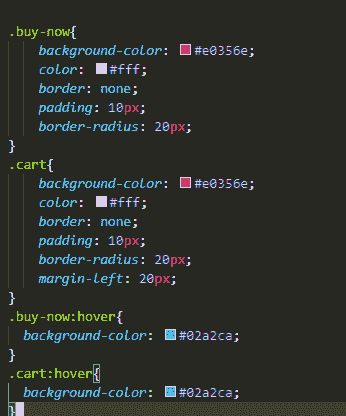 .buy-now{
background-color: #e0356e;
color: #fff;
border: none;
padding: 10px;
border-radius: 20px;
}
.cart{
background-color: #e0356e;
color: #fff;
border: none;
padding: 10px;
border-radius: 20px;
margin-left: 20px;
}
.buy-now:hover{
background-color: #02a2ca;
}
.cart:hover{
background-color: #02a2ca;
}